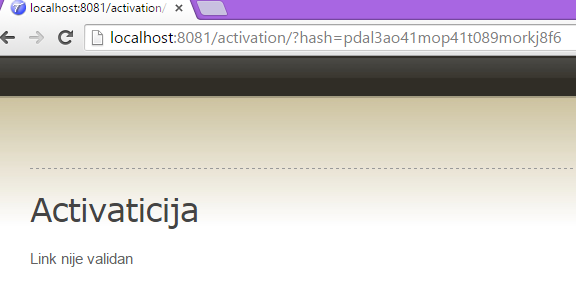 localhost:8081/activation/
localhost:8081/activation/?hash=pdal3ao41mop41t089morkj8f6
Activaticija
Link nije validan